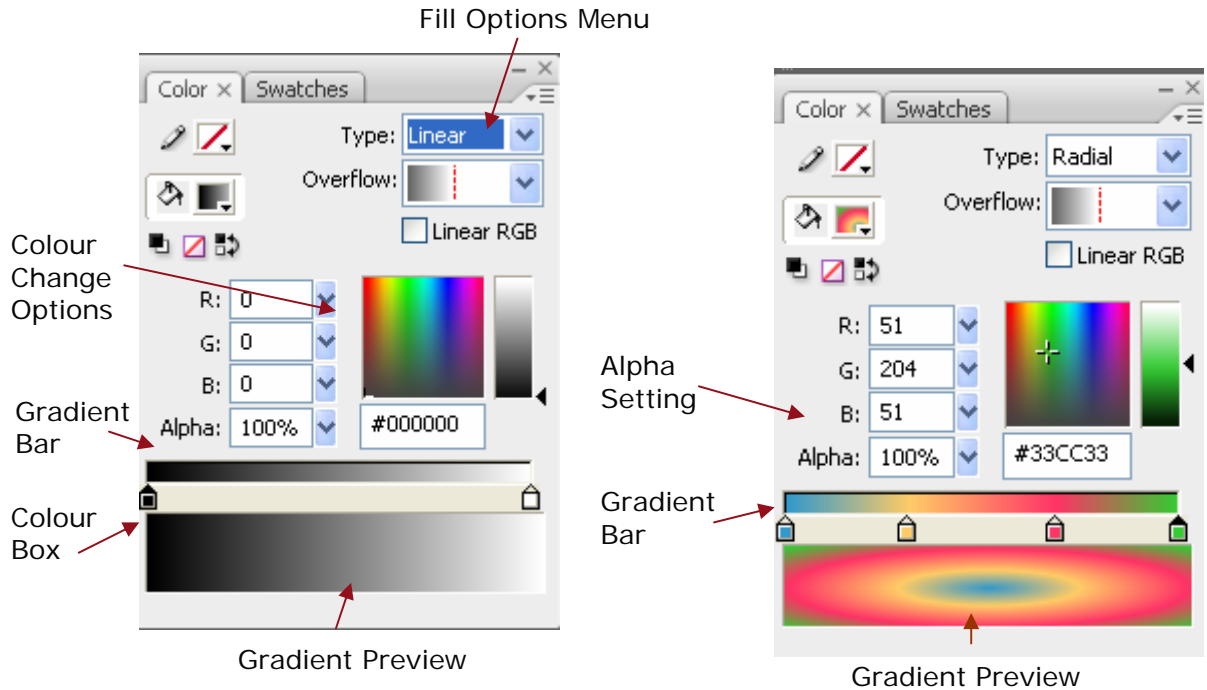 Fill Options Menu
Color × Swatches
Type: Linear
Overflow:
Linear RGB
Colour
Change
Options
R: 0
G: 0
B: 0
Alpha: 100% #000000
Gradient
Bar
Colour
Box
Gradient Preview
Color × Swatches
Type: Radial
Overflow:
Linear RGB
R: 51
G: 204
B: 51
Alpha: 100% #33CC33
Alpha
Setting
Gradient
Bar
Gradient Preview